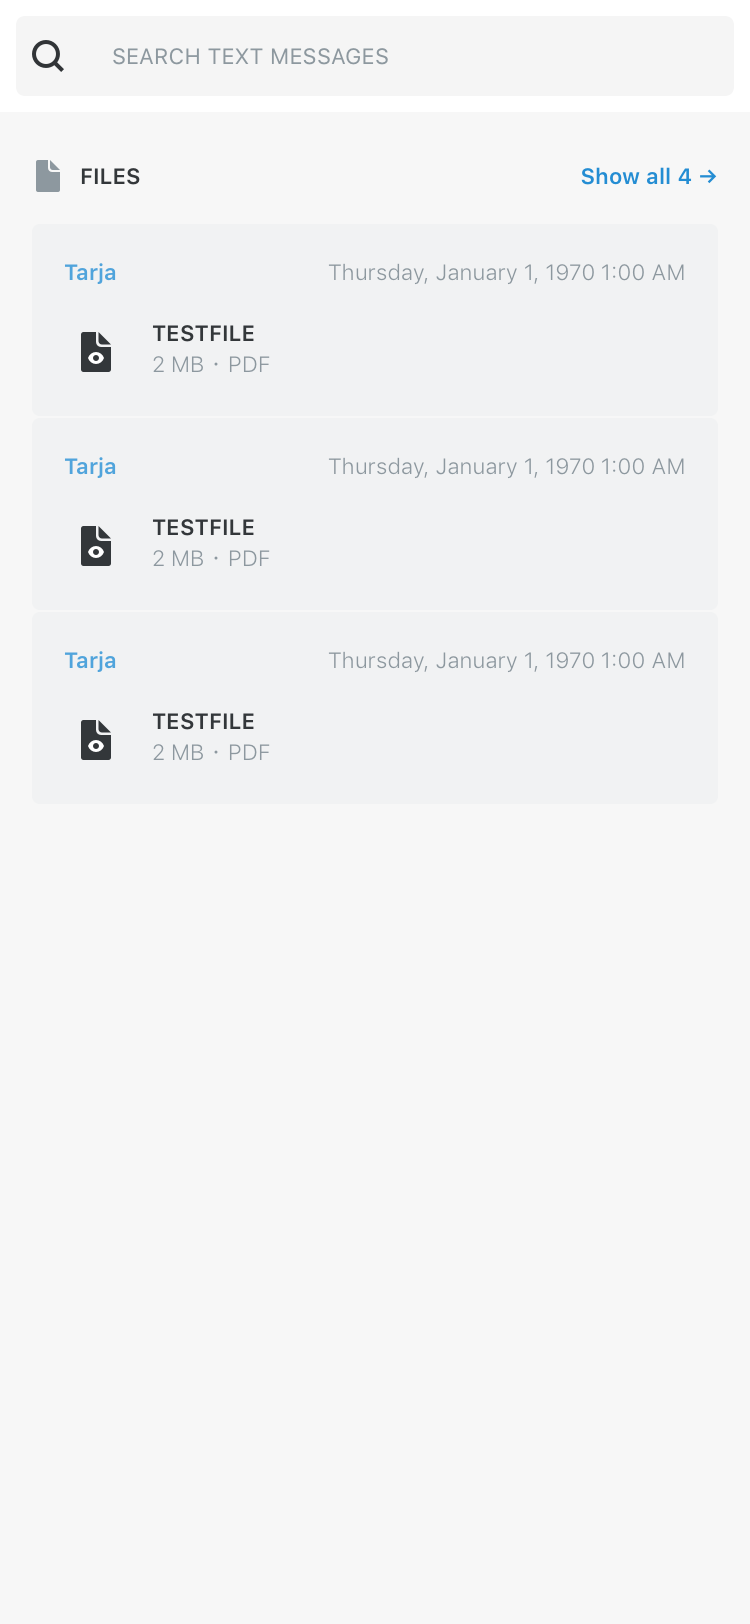 SEARCH TEXT MESSAGES
FILES
Show all 4 →
Tarja
Thursday, January 1, 1970 1:00 AM
TESTFILE
2 MB · PDF
Tarja
Thursday, January 1, 1970 1:00 AM
TESTFILE
2 MB · PDF
Tarja
Thursday, January 1, 1970 1:00 AM
TESTFILE
2 MB · PDF